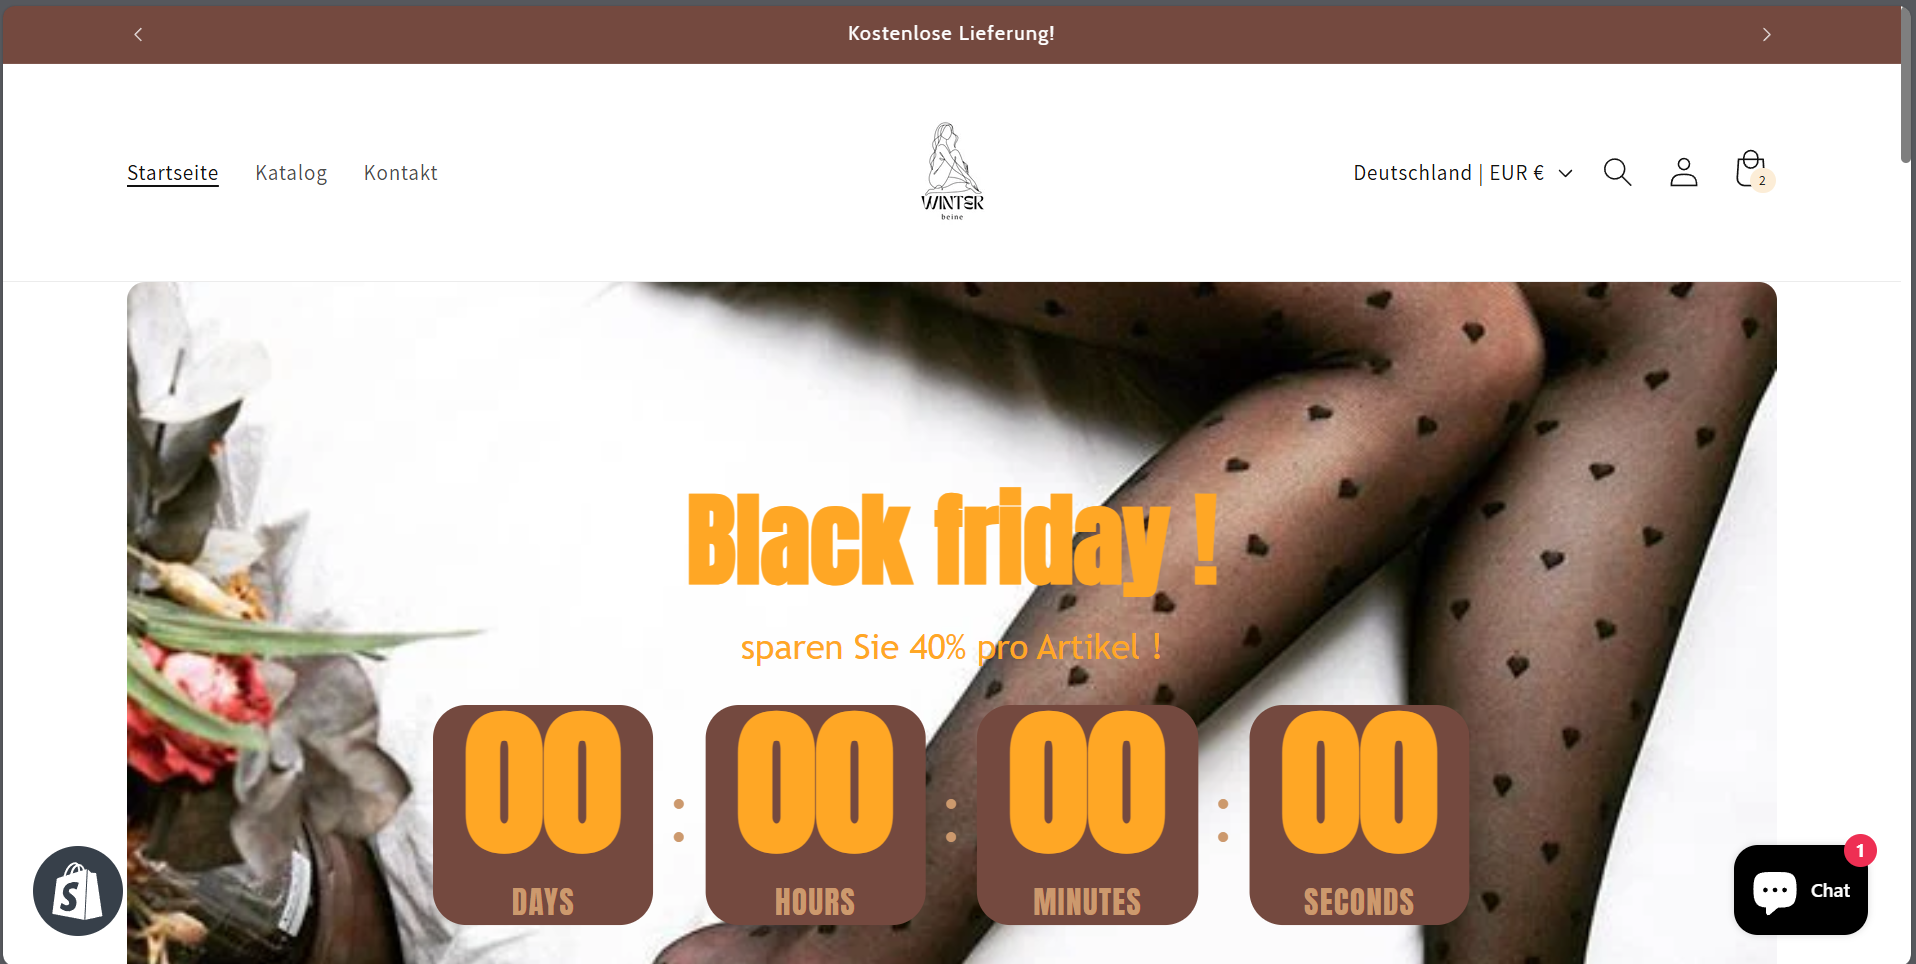 Kostenlose Lieferung!
Startseite Katalog Kontakt
WINTER
beine
Deutschland | EUR €
2
Black friday !
sparen Sie 40% pro Artikel !
00 : 00 : 00 : 00
DAYS HOURS MINUTES SECONDS
S
1
Chat